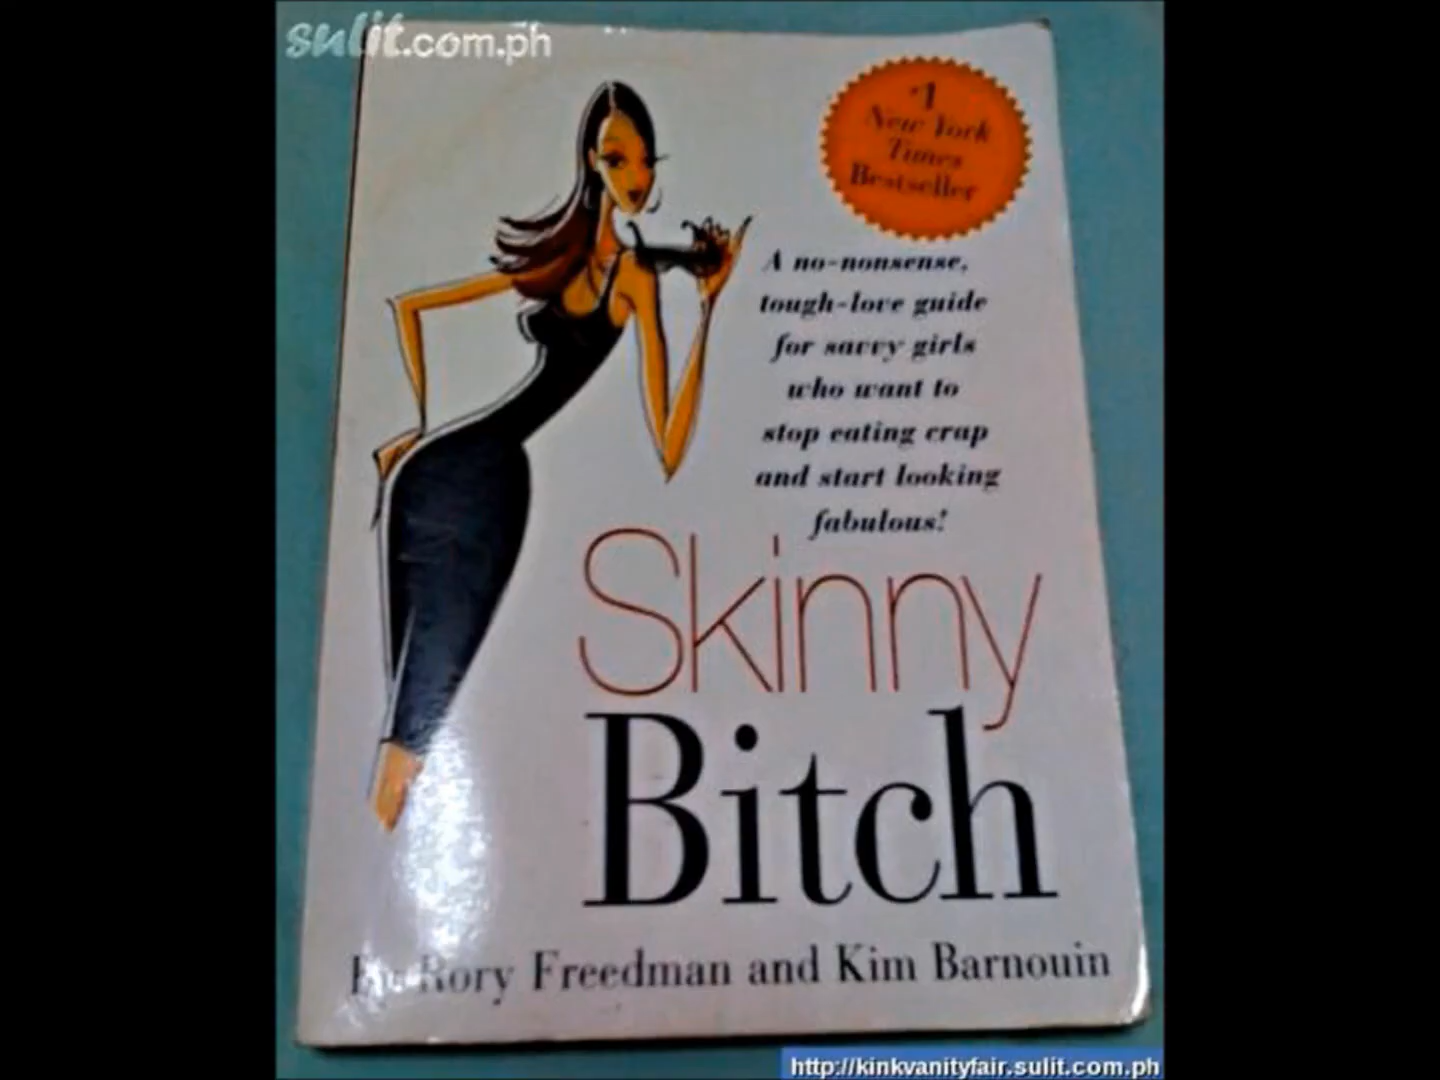 sulit.com.ph
#1
New York
Times
Bestseller
A no-nonsense,
tough-love guide
for savvy girls
who want to
stop eating crap
and start looking
fabulous!
Skinny
Bitch
By Rory Freedman and Kim Barnouin
http://kinkvanityfair.sulit.com.ph